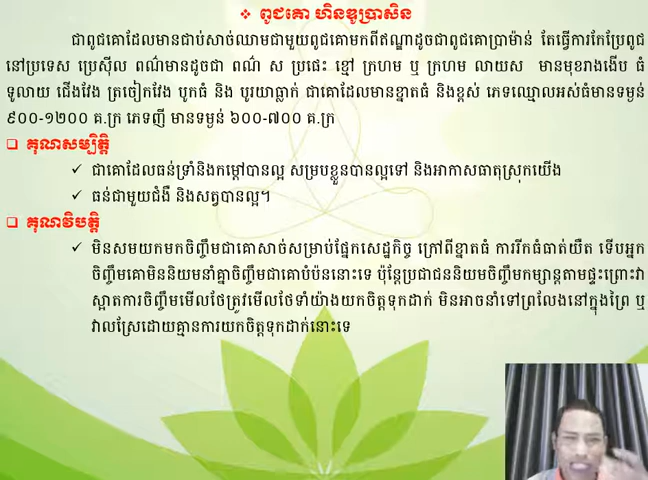 ❖ ពូជគោ ហិនឌូប្រាសិន
ជាពូជគោដែលមានជាប់សាច់ឈាមជាមួយពូជគោមកពីឥណ្ឌាដូចជាពូជគោប្រាម៉ាន់ តែធ្វើការកែប្រែពូជ
នៅប្រទេស ប្រេស៊ីល ពណ៌មានដូចជា ពណ៌ ស ប្រផេះ ខ្មៅ ក្រហម ឬ ក្រហម លាយស មានមុខរាងងើប ធំ
ទូលាយ ជើងវែង ត្រចៀកវែង បូកធំ និង បូរយាធ្លាក់ ជាគោដែលមានខ្នាតធំ និងខ្ពស់ ភេទឈ្មោលអស់ធំមានទម្ងន់
៩០០-១២០០ គ.ក្រ ភេទញី មានទម្ងន់ ៦០០-៧០០ គ.ក្រ
❑ គុណសម្បិត្តិ
✓ ជាគោដែលធន់ទ្រាំនិងកម្ដៅបានល្អ សម្របខ្លួនបានល្អទៅ និងអាកាសធាតុស្រុកយើង
✓ ធន់ជាមួយជំងឺ និងសត្វបានល្អ។
❑ គុណវិបត្តិ
✓ មិនសមយកមកចិញ្ចឹមជាគោសាច់សម្រាប់ផ្នែកសេដ្ឋកិច្ច ក្រៅពីខ្នាតធំ ការរីកធំធាត់យឺត ទើបអ្នក
ចិញ្ចឹមគោមិននិយមនាំគ្នាចិញ្ចឹមជាគោបំប៉ននោះទេ ប៉ុន្តែប្រជាជននិយមចិញ្ចឹមកម្សាន្តតាមផ្ទះព្រោះវា
ស្អាតការចិញ្ចឹមមើលថែត្រូវមើលថែទាំយ៉ាងយកចិត្តទុកដាក់ មិនអាចនាំទៅព្រលែងនៅក្នុងព្រៃ ឬ
វាលស្រែដោយគ្មានការយកចិត្តទុកដាក់នោះទេ